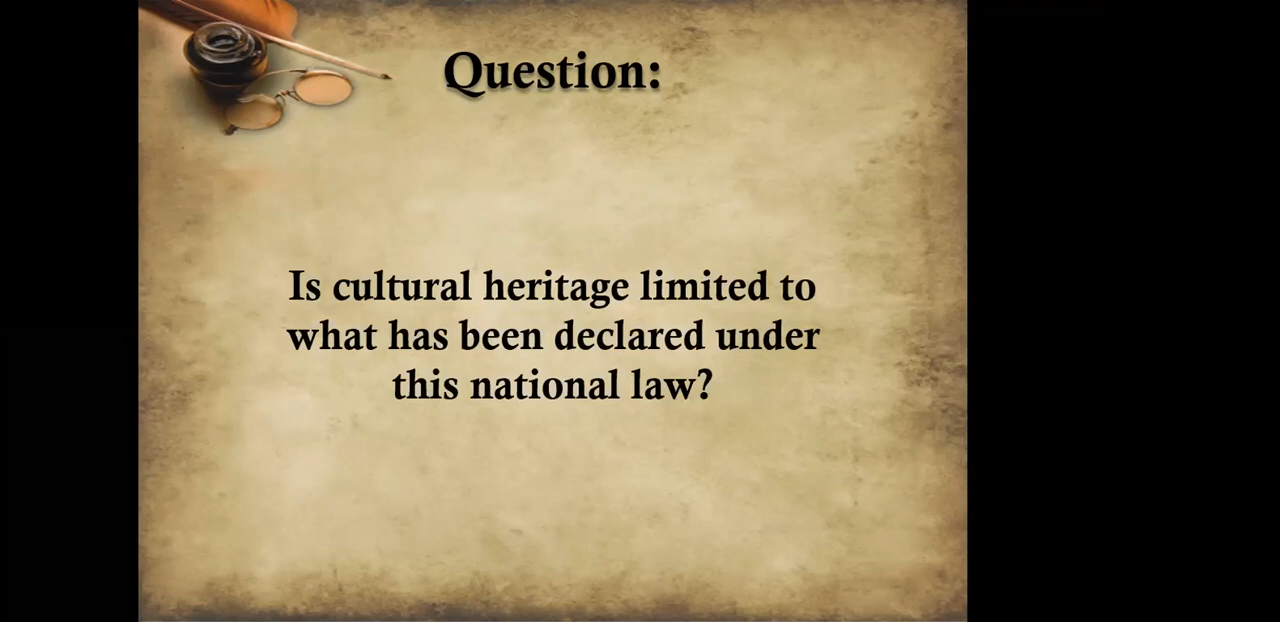 Question:
Is cultural heritage limited to
what has been declared under
this national law?